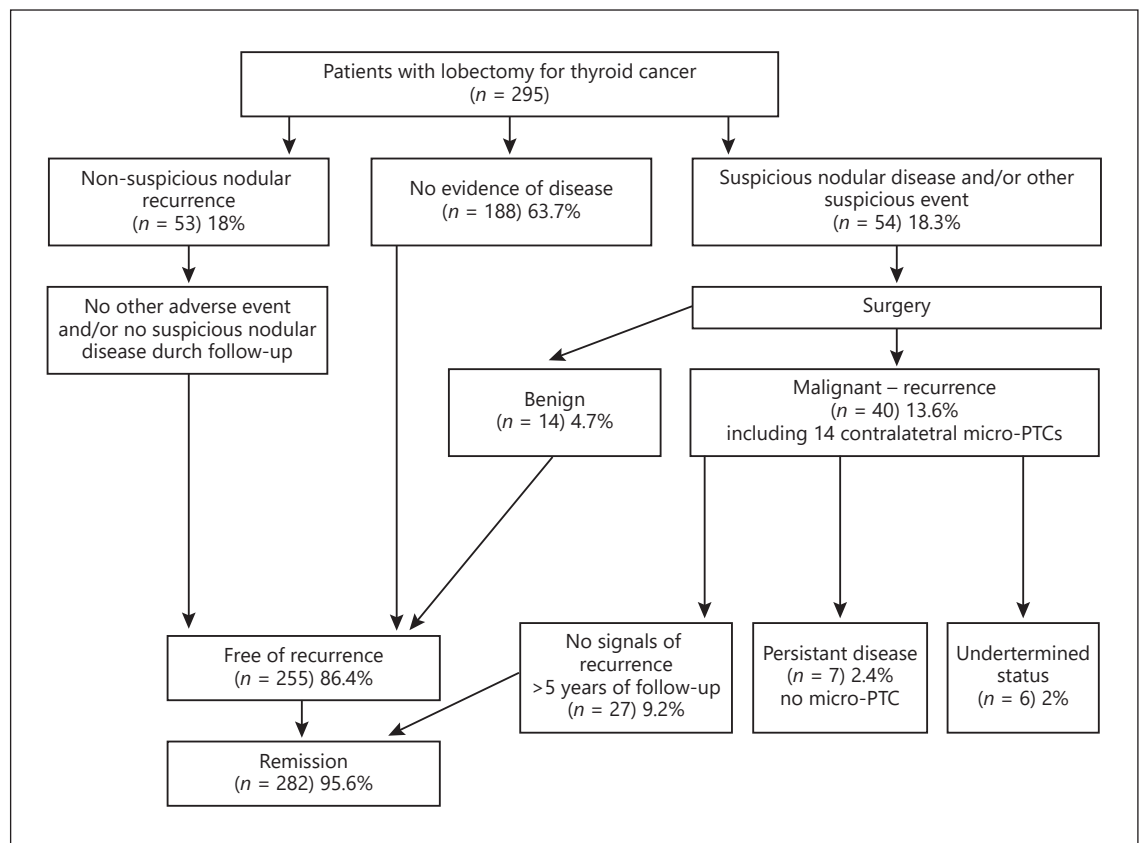 Patients with lobectomy for thyroid cancer
(n = 295)
Non-suspicious nodular
recurrence
(n = 53) 18%
No evidence of disease
(n = 188) 63.7%
Suspicious nodular disease and/or other
suspicious event
(n = 54) 18.3%
No other adverse event
and/or no suspicious nodular
disease durch follow-up
Surgery
Benign
(n = 14) 4.7%
Malignant – recurrence
(n = 40) 13.6%
including 14 contralatetral micro-PTCs
Free of recurrence
(n = 255) 86.4%
No signals of
recurrence
>5 years of follow-up
(n = 27) 9.2%
Persistant disease
(n = 7) 2.4%
no micro-PTC
Undertermined
status
(n = 6) 2%
Remission
(n = 282) 95.6%